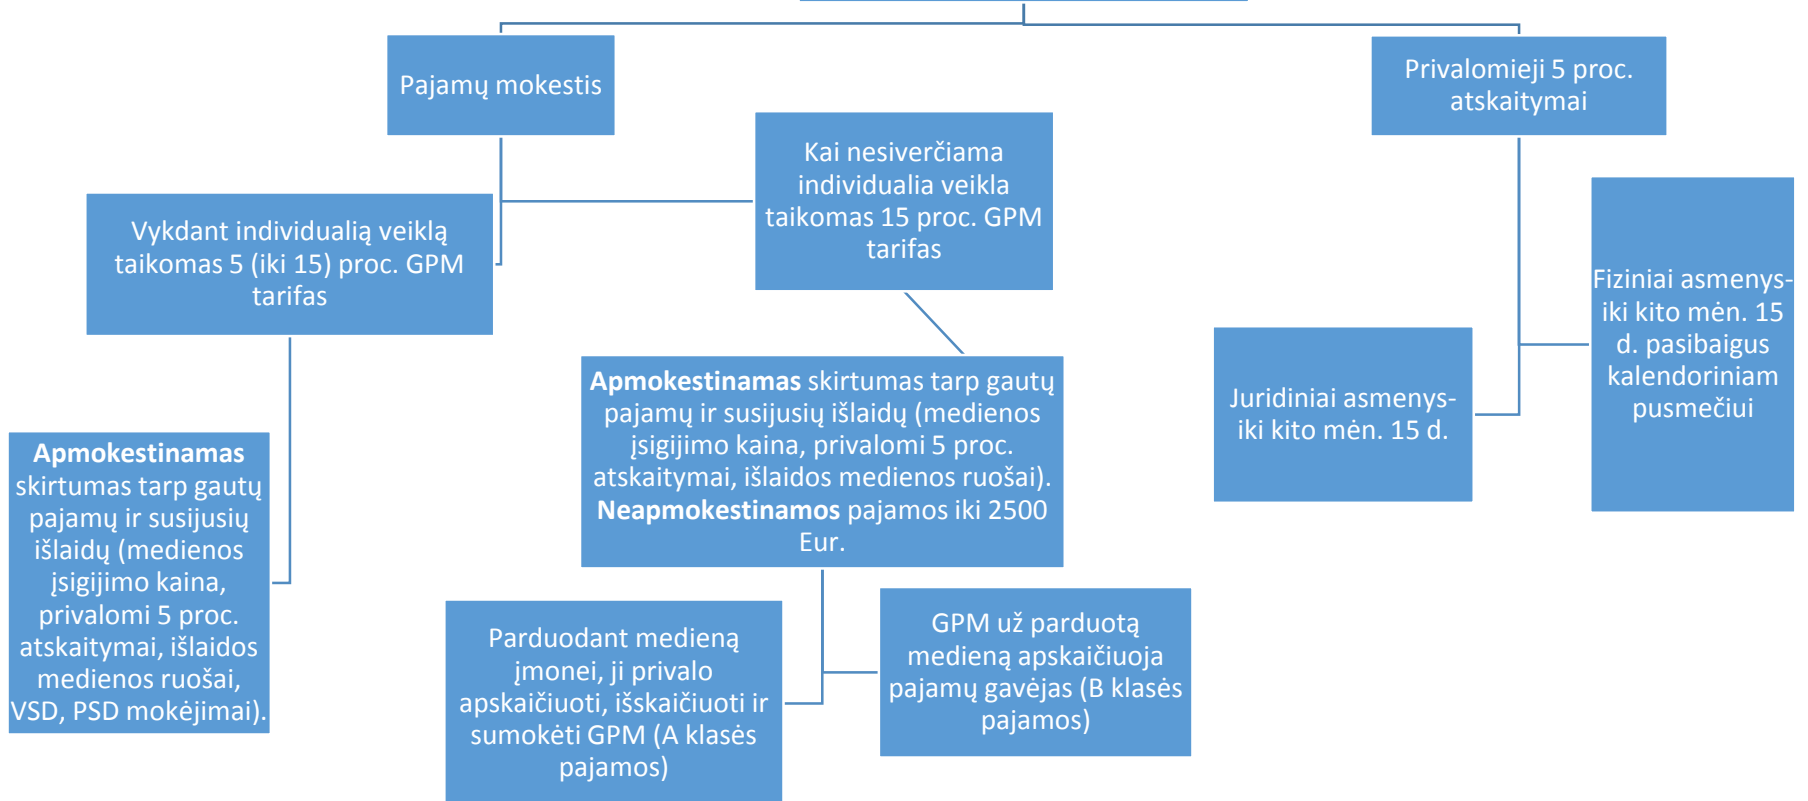 Pajamų mokestis
Privalomieji 5 proc.
atskaitymai
Kai nesiverčiama
individualia veikla
taikomas 15 proc. GPM
tarifas
Vykdant individualią veiklą
taikomas 5 (iki 15) proc. GPM
tarifas
Fiziniai asmenys-
iki kito mėn. 15
d. pasibaigus
kalendoriniam
pusmečiui
Juridiniai asmenys-
iki kito mėn. 15 d.
Apmokestinamas skirtumas tarp gautų
pajamų ir susijusių išlaidų (medienos
įsigijimo kaina, privalomi 5 proc.
atskaitymai, išlaidos medienos ruošai).
Neapmokestinamos pajamos iki 2500
Eur.
Apmokestinamas
skirtumas tarp gautų
pajamų ir susijusių
išlaidų (medienos
įsigijimo kaina,
privalomi 5 proc.
atskaitymai, išlaidos
medienos ruošai,
VSD, PSD mokėjimai).
Parduodant medieną
įmonei, ji privalo
apskaičiuoti, išskaičiuoti ir
sumokėti GPM (A klasės
pajamos)
GPM už parduotą
medieną apskaičiuoja
pajamų gavėjas (B klasės
pajamos)